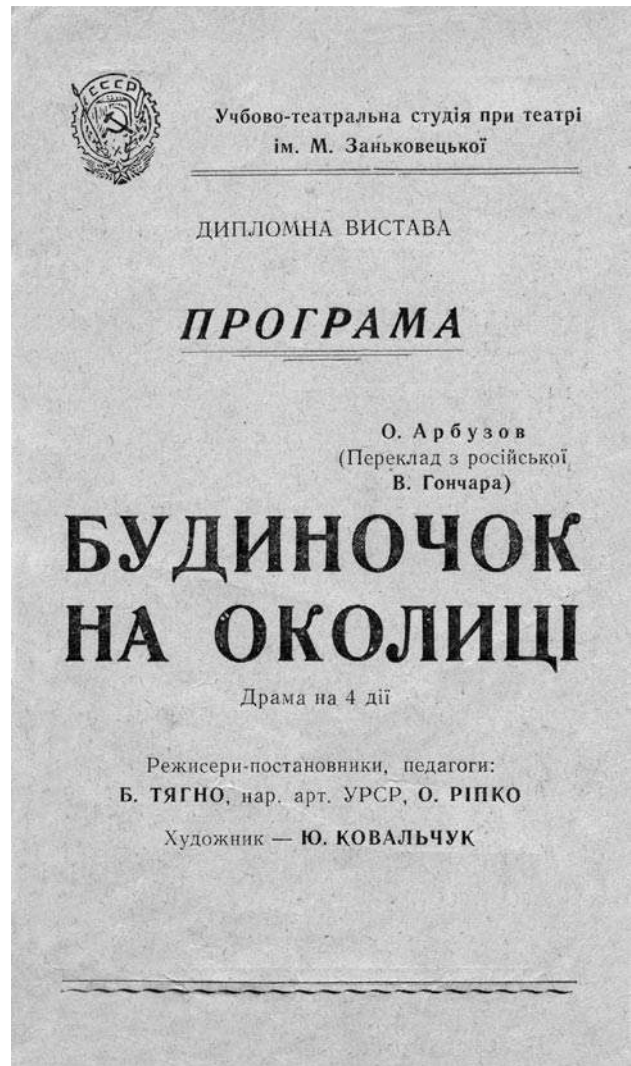 СССР
Учбово-театральна студія при театрі
ім. М. Заньковецької
ДИПЛОМНА ВИСТАВА
ПРОГРАМА
О. Арбузов
(Переклад з російської
В. Гончара)
БУДИНОЧОК
НА ОКОЛИЦІ
Драма на 4 дії
Режисери-постановники, педагоги:
Б. ТЯГНО, нар. арт. УРСР, О. РІПКО
Художник — Ю. КОВАЛЬЧУК